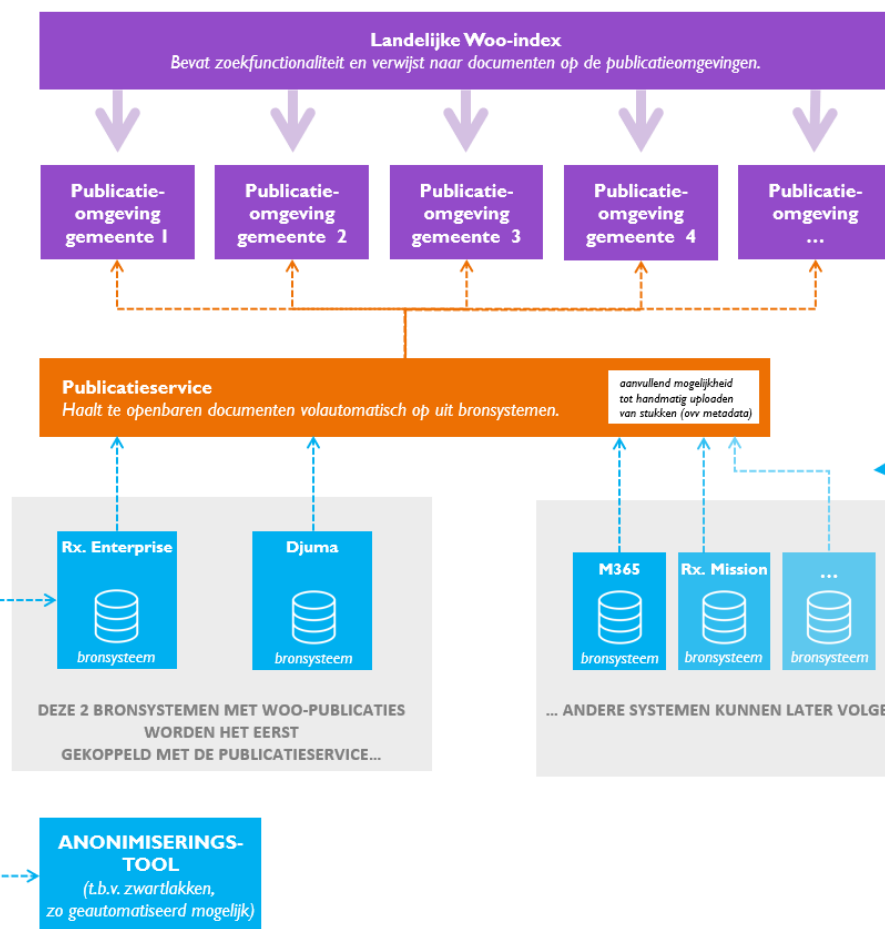 Landelijke Woo-index
Bevat zoekfunctionaliteit en verwijst naar documenten op de publicatieomgevingen.
Publicatie-
omgeving
gemeente 1
Publicatie-
omgeving
gemeente 2
Publicatie-
omgeving
gemeente 3
Publicatie-
omgeving
gemeente 4
Publicatie-
omgeving
...
Publicatieservice
Haalt te openbaren documenten volautomatisch op uit bronsystemen.
aanvullend mogelijkheid
tot handmatig uploaden
van stukken (ovv metadata)
Rx. Enterprise
bronsysteem
Djuma
bronsysteem
DEZE 2 BRONSYSTEMEN MET WOO-PUBLICATIES
WORDEN HET EERST
GEKOPPELD MET DE PUBLICATIESERVICE...
M365
bronsysteem
Rx. Mission
bronsysteem
...
bronsysteem
... ANDERE SYSTEMEN KUNNEN LATER VOLGE
ANONIMISERINGS-
TOOL
(t.b.v. zwartlakken,
zo geautomatiseerd mogelijk)